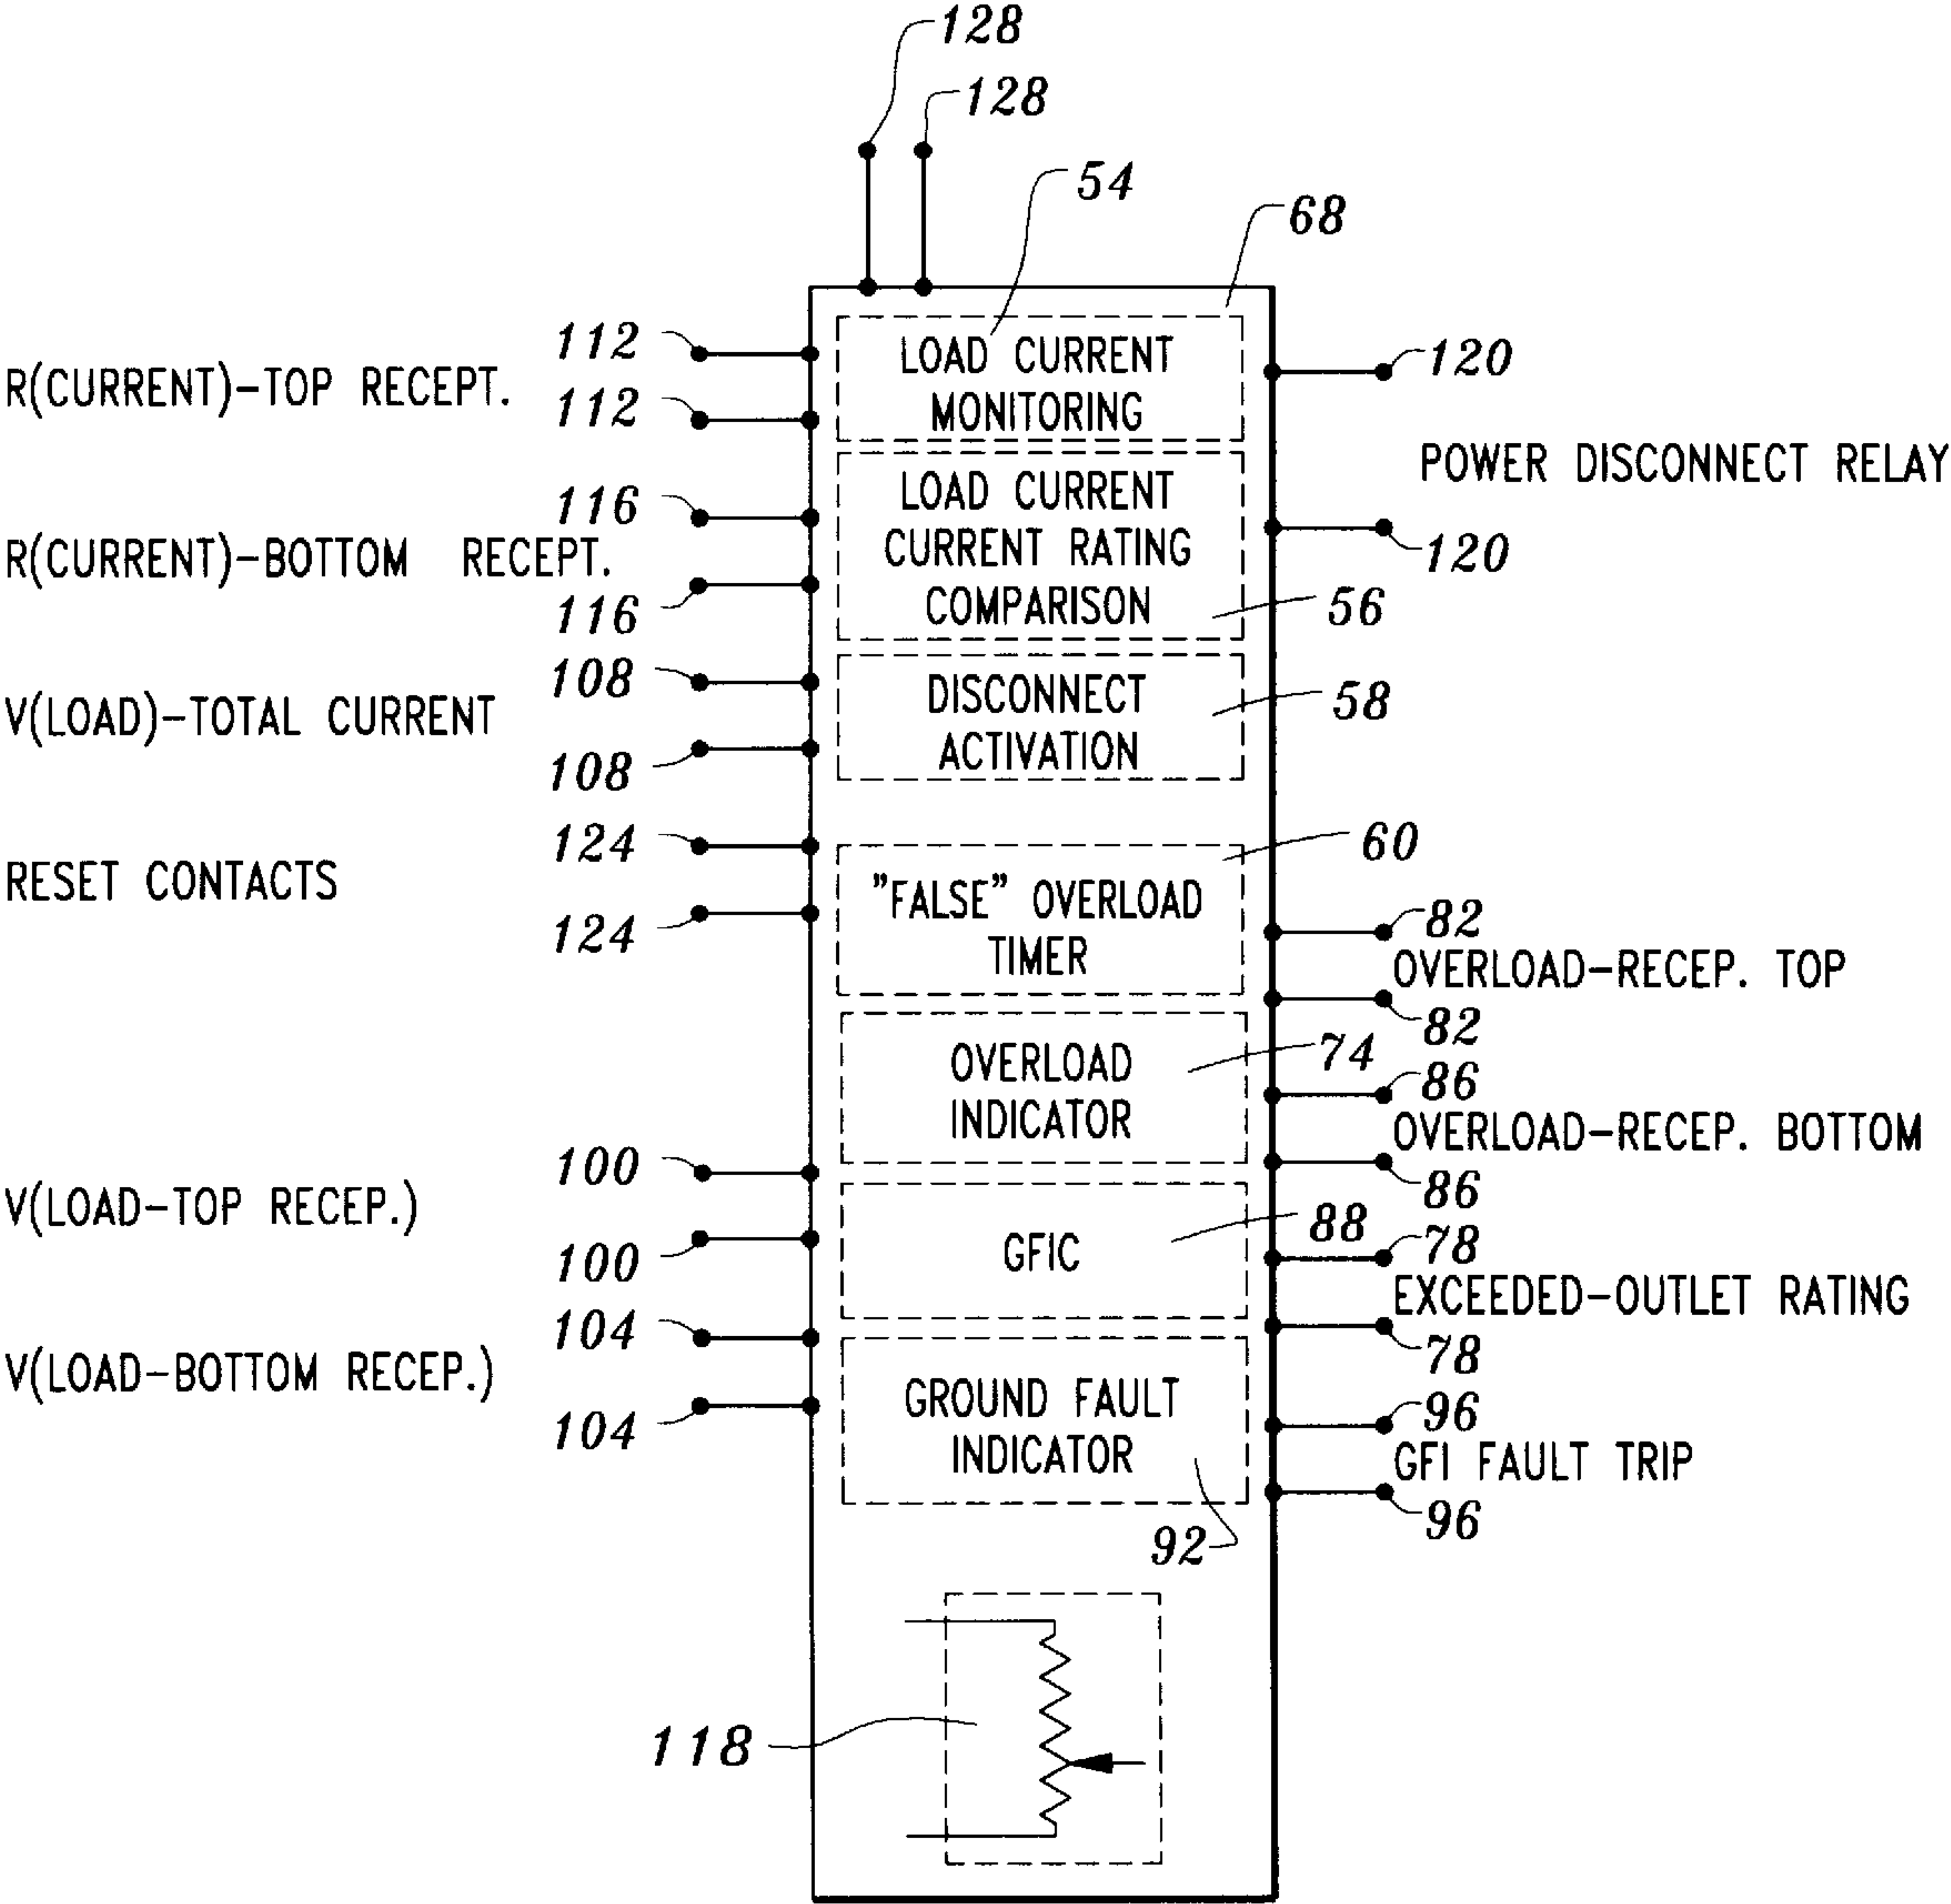 128
128
54
68
112
R(CURRENT)-TOP RECEPT.
112
116
R(CURRENT)-BOTTOM RECEPT.
116
108
V(LOAD)-TOTAL CURRENT
108
124
RESET CONTACTS
124
100
V(LOAD-TOP RECEP.)
100
104
V(LOAD-BOTTOM RECEP.)
104
LOAD CURRENT
MONITORING
LOAD CURRENT
CURRENT RATING
COMPARISON
56
DISCONNECT
ACTIVATION
58
60
"FALSE" OVERLOAD
TIMER
OVERLOAD
INDICATOR
74
GFIC
88
GROUND FAULT
INDICATOR
92
118
120
POWER DISCONNECT RELAY
120
82
OVERLOAD-RECEP. TOP
82
86
OVERLOAD-RECEP. BOTTOM
86
78
EXCEEDED-OUTLET RATING
78
96
GFI FAULT TRIP
96